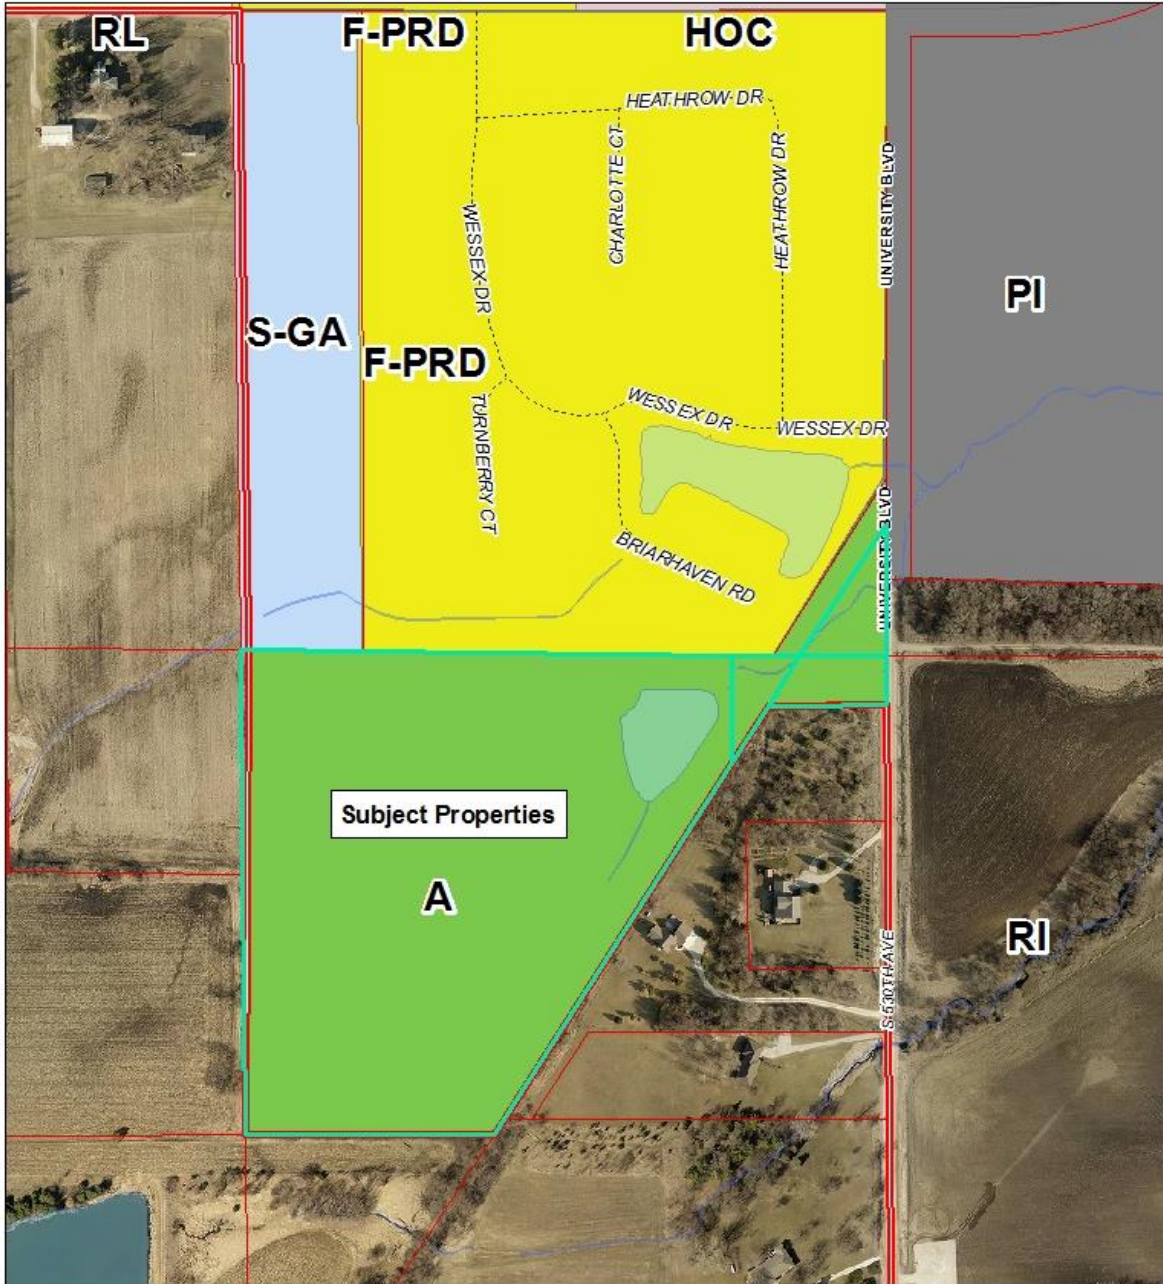 RL
F-PRD
HOC
HEATHROW DR
CHARLOTTE CT
HEATHROW DR
UNIVERSITY BLVD
WESSEX DR
PI
S-GA
F-PRD
TURNBERRY CT
WESSEX DR
WESSEX DR
UNIVERSITY BLVD
BRIARHAVEN RD
Subject Properties
A
RI
S 530TH AVE